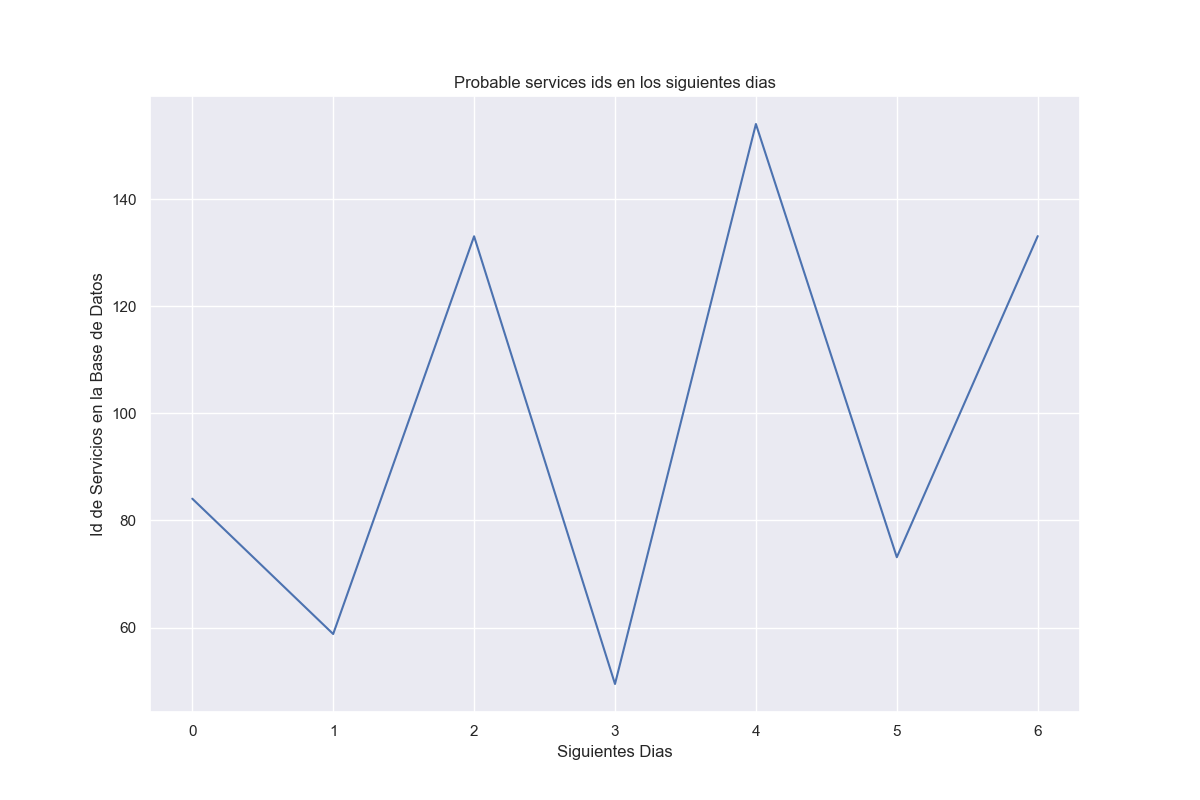 Probable services ids en los siguientes dias
Id de Servicios en la Base de Datos
140
120
100
80
60
0 1 2 3 4 5 6
Siguientes Dias